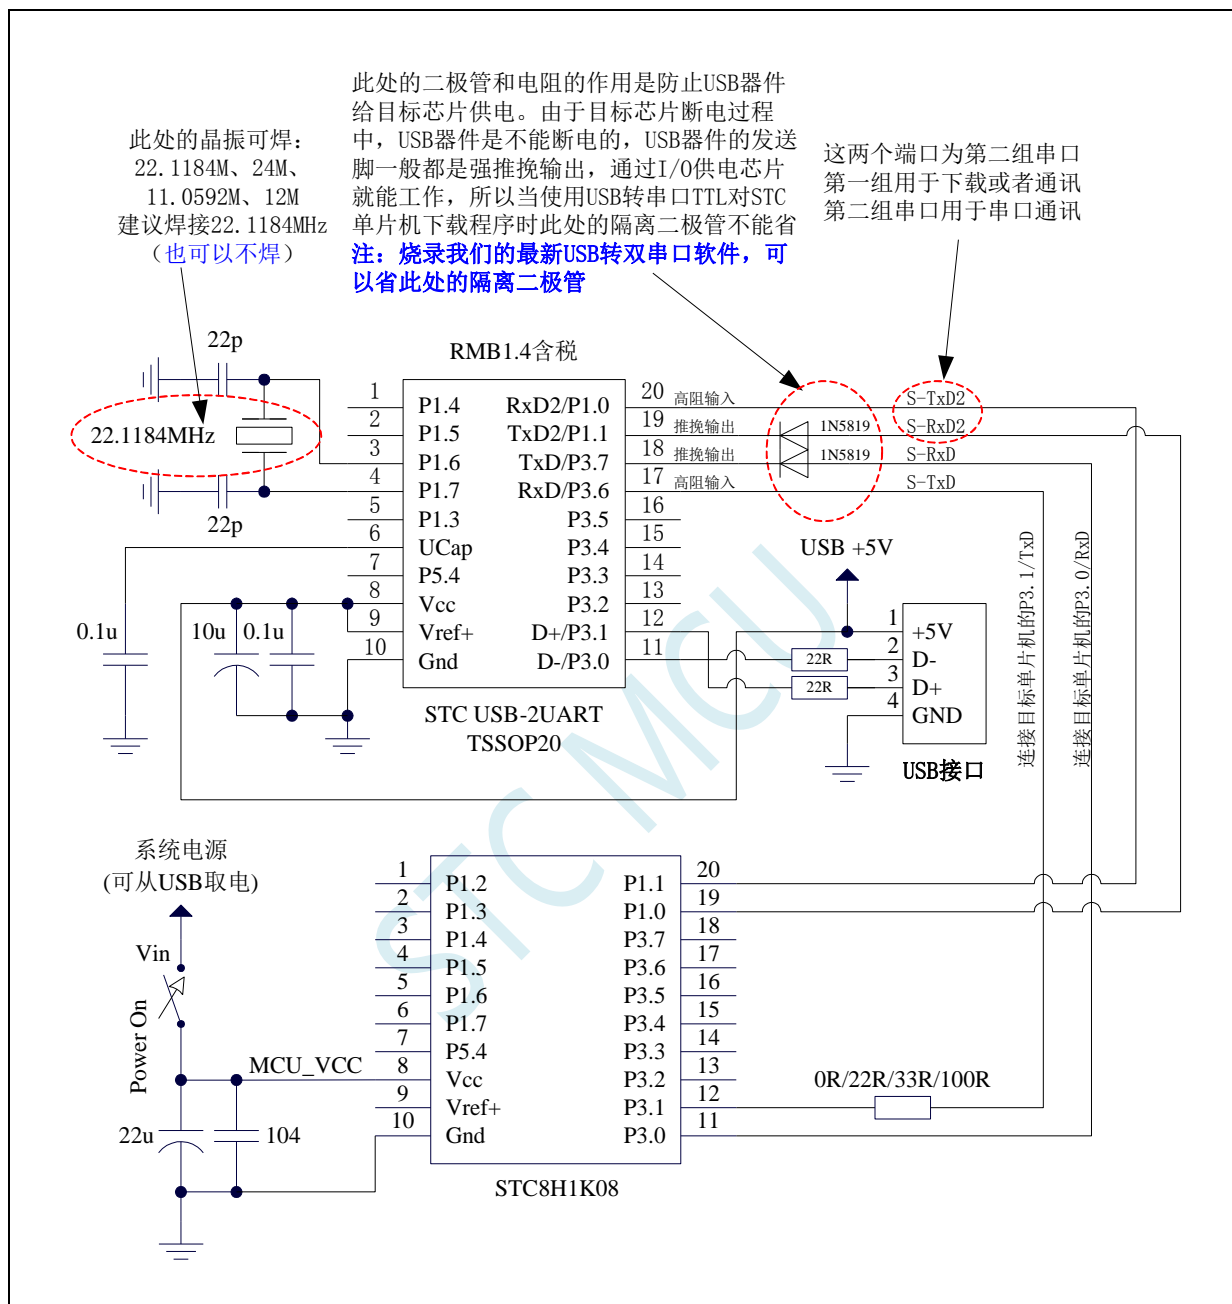 此处的二极管和电阻的作用是防止USB器件
给目标芯片供电。由于目标芯片断电过程
中，USB器件是不能断电的，USB器件的发送
脚一般都是强推挽输出，通过I/O供电芯片
就能工作，所以当使用USB转串口TTL对STC
单片机下载程序时此处的隔离二极管不能省
注：烧录我们的最新USB转双串口软件，可
以省此处的隔离二极管
此处的晶振可焊：
22.1184M、24M、
11.0592M、12M
建议焊接22.1184MHz
（也可以不焊）
这两个端口为第二组串口
第一组用于下载或者通讯
第二组串口用于串口通讯
22p
22.1184MHz
22p
RMB1.4含税
1 P1.4
2 P1.5
3 P1.6
4 P1.7
5 P1.3
6 UCap
7 P5.4
8 Vcc
9 Vref+
10 Gnd
RxD2/P1.0 20 高阻输入 S-TxD2
TxD2/P1.1 19 推挽输出 1N5819 S-RxD2
TxD/P3.7 18 推挽输出 1N5819 S-RxD
RxD/P3.6 17 高阻输入 S-TxD
P3.5 16
P3.4 15
P3.3 14
P3.2 13
D+/P3.1 12
D-/P3.0 11
STC USB-2UART
TSSOP20
0.1u
10u
0.1u
USB +5V
22R
22R
1 +5V
2 D-
3 D+
4 GND
USB接口
连接目标单片机的P3.1/TxD
连接目标单片机的P3.0/RxD
STC MCU
系统电源
(可从USB取电)
Vin
Power On
MCU_VCC
22u
104
1 P1.2
2 P1.3
3 P1.4
4 P1.5
5 P1.6
6 P1.7
7 P5.4
8 Vcc
9 Vref+
10 Gnd
P1.1 20
P1.0 19
P3.7 18
P3.6 17
P3.5 16
P3.4 15
P3.3 14
P3.2 13
P3.1 12
P3.0 11
0R/22R/33R/100R
STC8H1K08